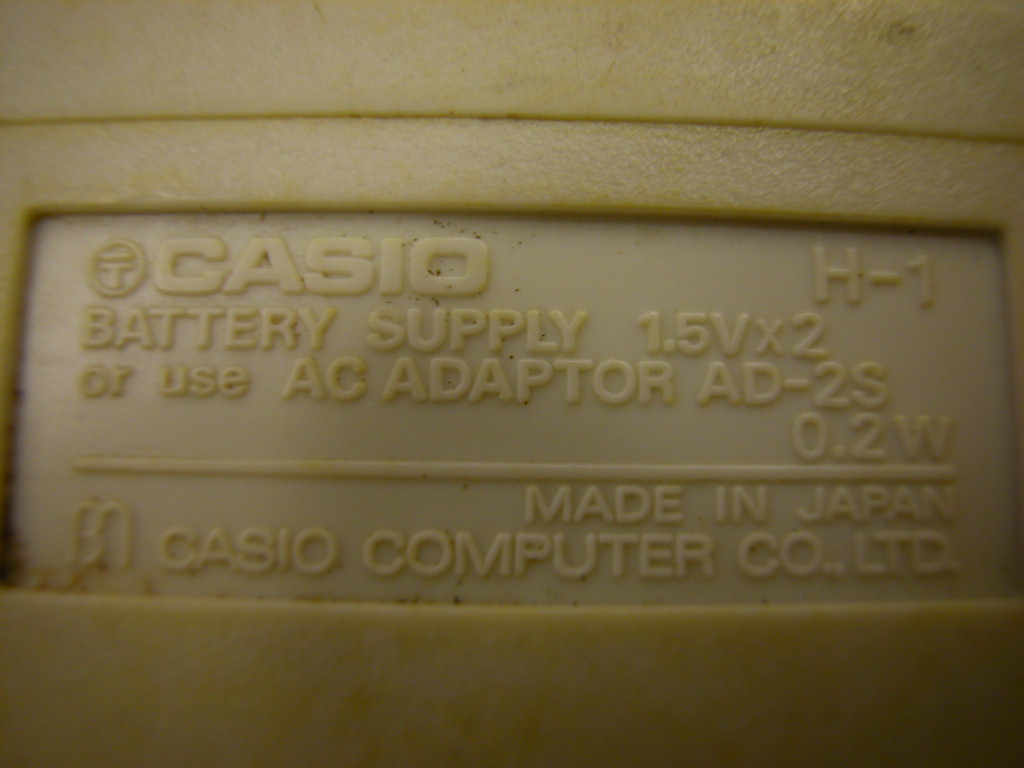 T CASIO H-1
BATTERY SUPPLY 1.5V×2
or use AC ADAPTOR AD-2S
0.2W
MADE IN JAPAN
CASIO COMPUTER CO., LTD.